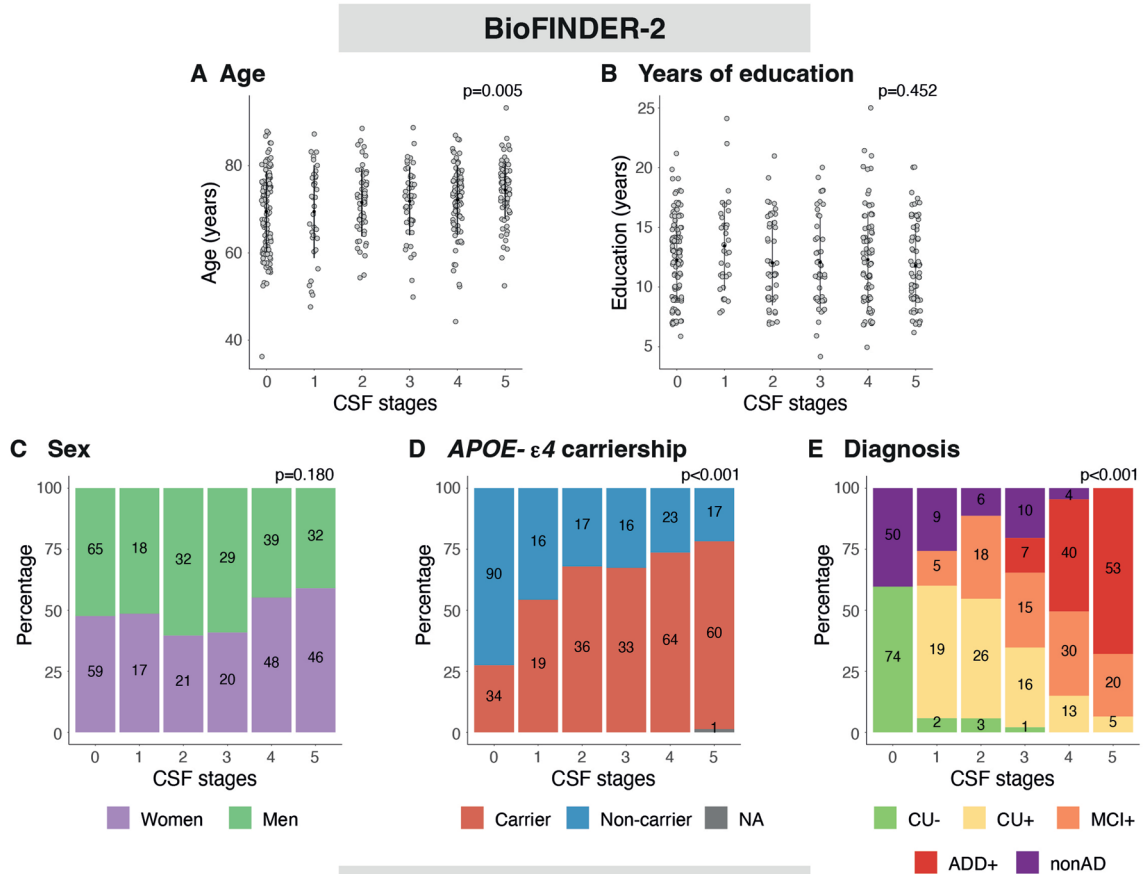 BioFINDER-2
A Age
p=0.005
Age (years)
80
60
40
0 1 2 3 4 5
CSF stages
B Years of education
p=0.452
Education (years)
25
20
15
10
5
0 1 2 3 4 5
CSF stages
C Sex
p=0.180
Percentage
100
75
50
25
0
65 18 32 29 39 32
59 17 21 20 48 46
0 1 2 3 4 5
CSF stages
Women Men
D APOE- ε4 carriership
p<0.001
Percentage
100
75
50
25
0
90 16 17 16 23 17
34 19 36 33 64 60
1
0 1 2 3 4 5
CSF stages
Carrier Non-carrier NA
E Diagnosis
p<0.001
Percentage
100
75
50
25
0
50 9 6 10 4
5 18 7 40 53
74 19 26 15 30 20
2 3 16 13 5
1
0 1 2 3 4 5
CSF stages
CU- CU+ MCI+
ADD+ nonAD